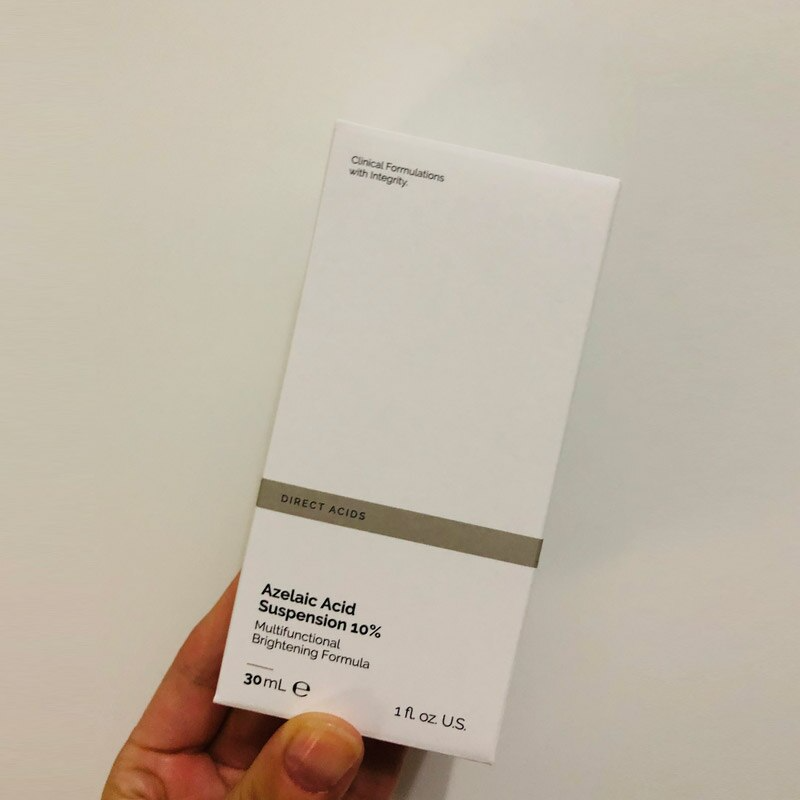 Clinical Formulations
with Integrity.
DIRECT ACIDS
Azelaic Acid
Suspension 10%
Multifunctional
Brightening Formula
30mL ℮
1 fl. oz. U.S.